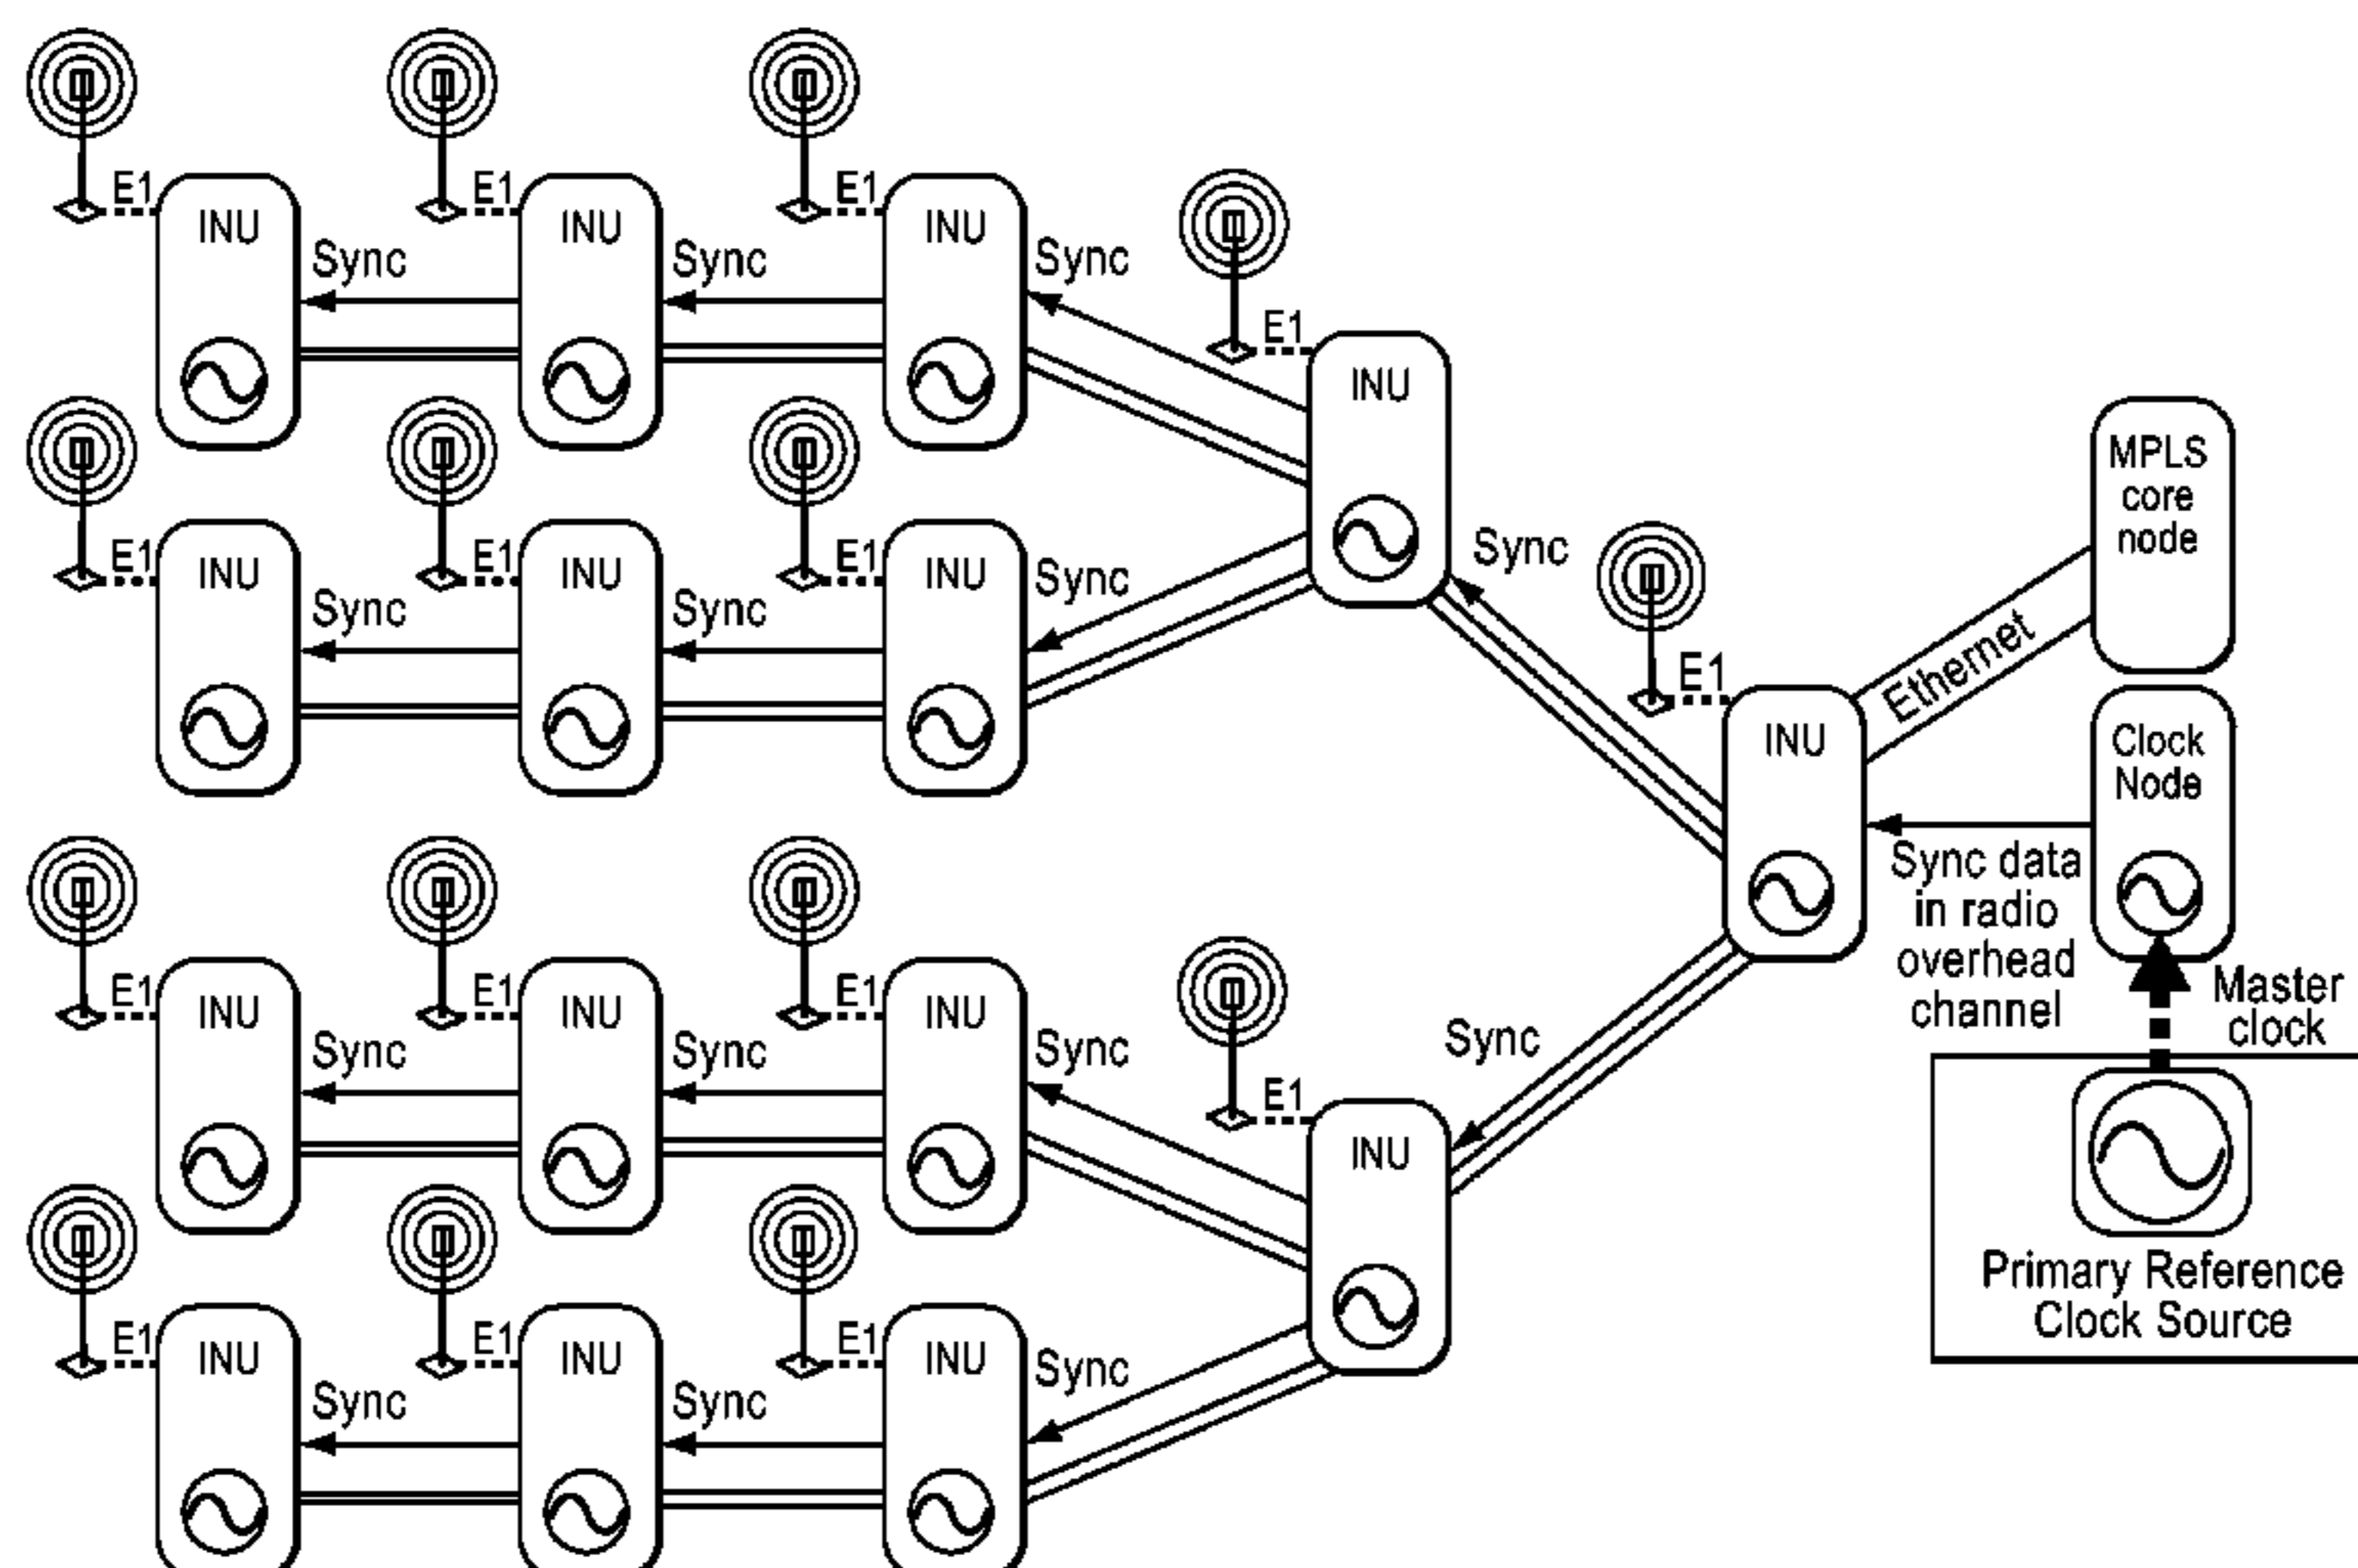 E1
E1
E1
INU
INU
INU
Sync
Sync
Sync
E1
INU
E1
E1
E1
INU
INU
INU
Sync
Sync
Sync
Sync
MPLS
core
node
Ethernet
E1
INU
Clock
Node
Sync data
in radio
overhead
channel
Master
clock
Primary Reference
Clock Source
E1
E1
E1
INU
INU
INU
Sync
Sync
Sync
Sync
E1
INU
E1
E1
E1
INU
INU
INU
Sync
Sync
Sync